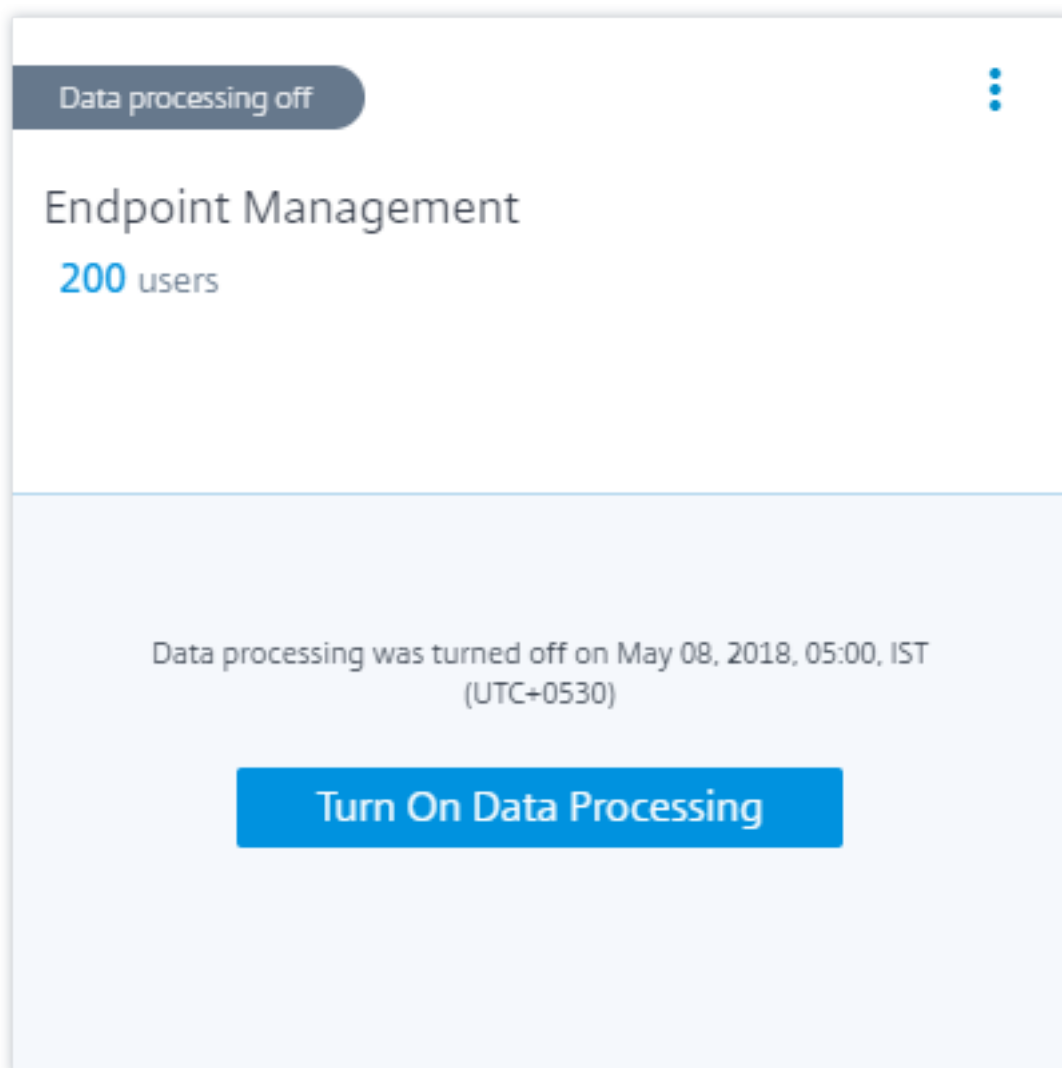 Data processing off
Endpoint Management
200 users
Data processing was turned off on May 08, 2018, 05:00, IST
(UTC+0530)
Turn On Data Processing